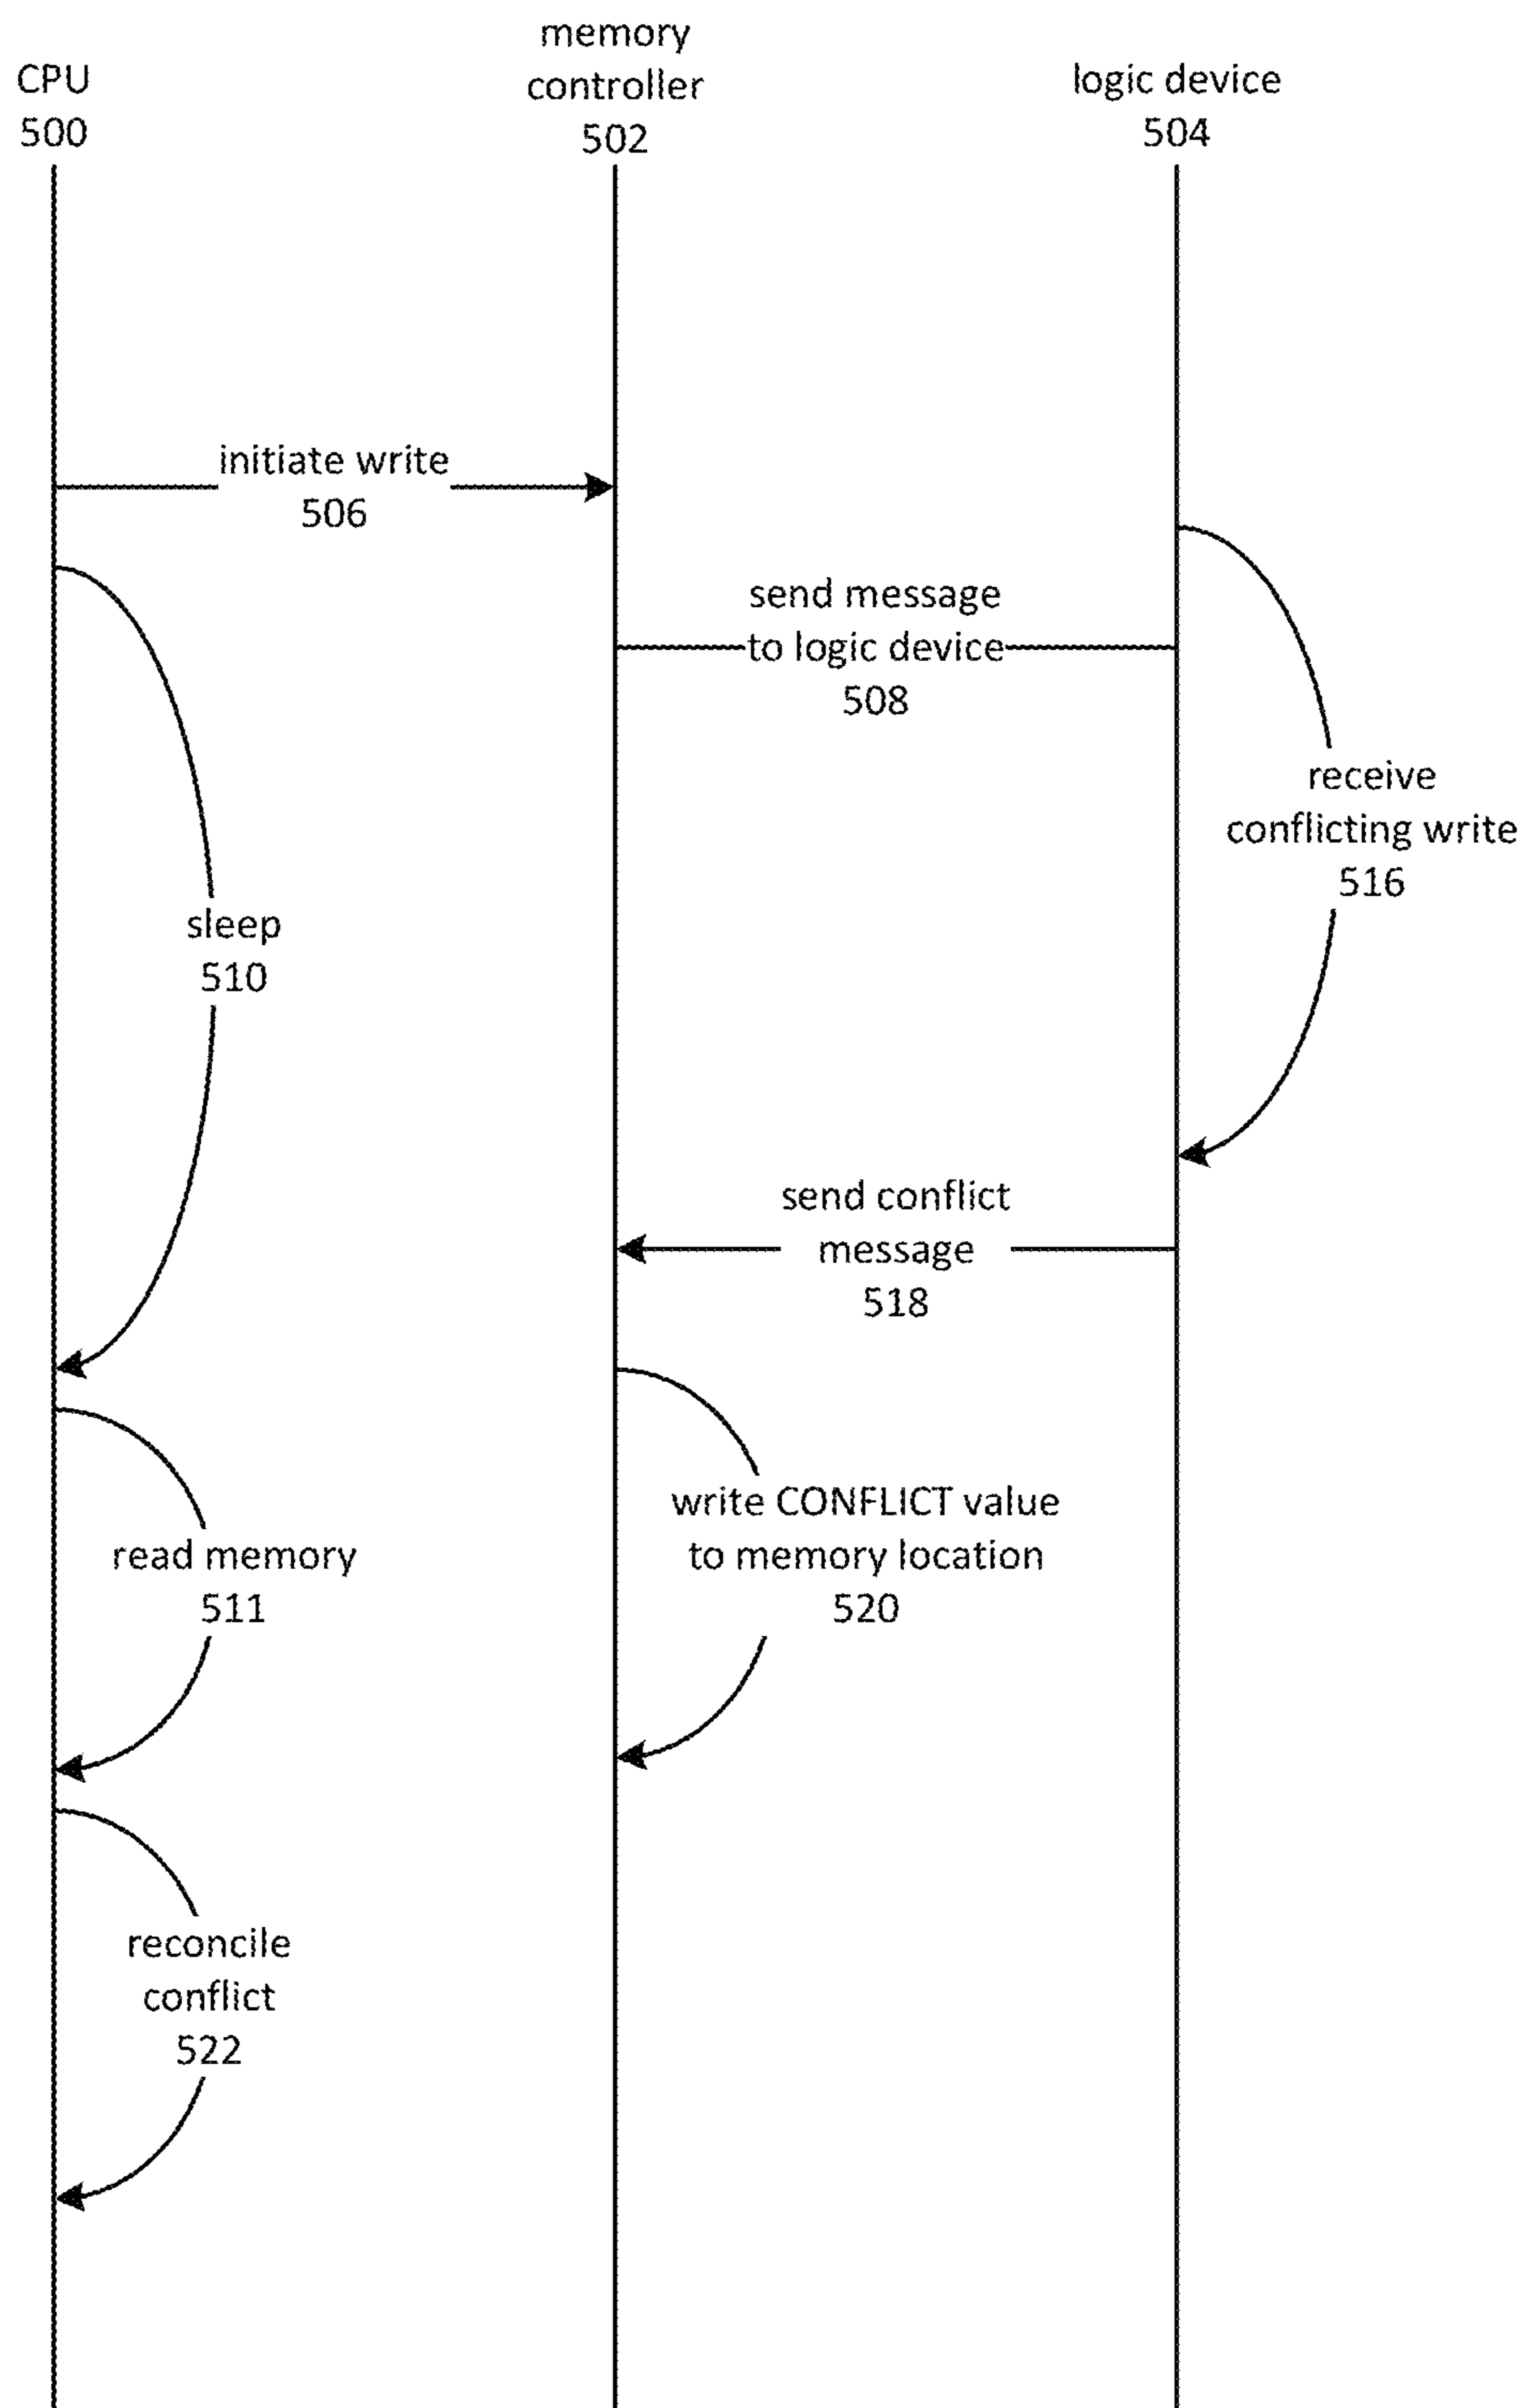 CPU
500
memory
controller
502
logic device
504
initiate write
506
send message
to logic device
508
receive
conflicting write
516
sleep
510
send conflict
message
518
write CONFLICT value
to memory location
520
read memory
511
reconcile
conflict
522